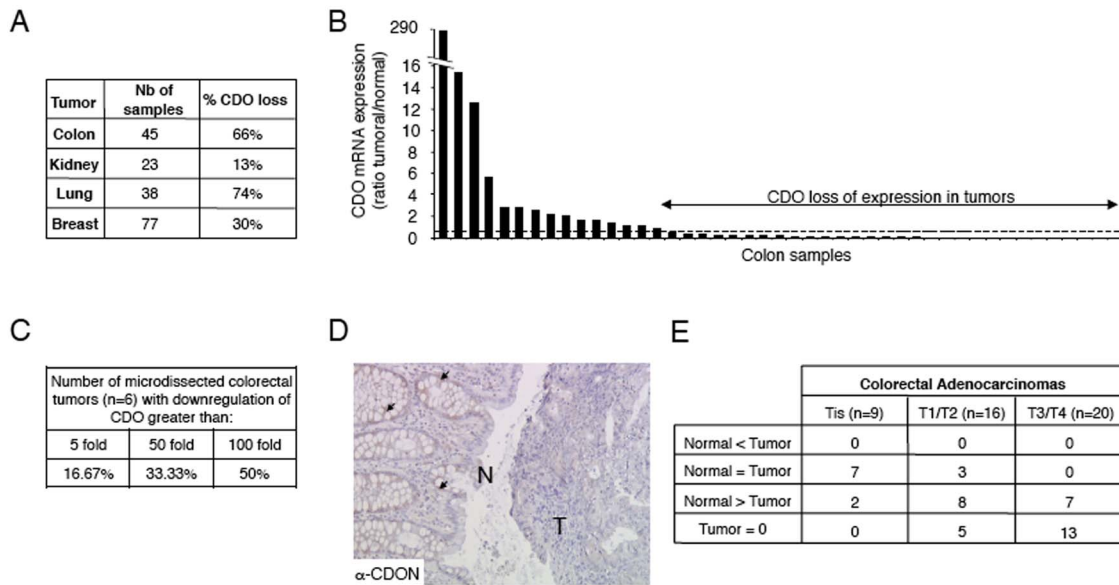 A
Tumor Nb of samples % CDO loss
Colon 45 66%
Kidney 23 13%
Lung 38 74%
Breast 77 30%
B
CDO mRNA expression
(ratio tumoral/normal)
290
16
14
12
10
8
6
4
2
0
CDO loss of expression in tumors
Colon samples
C
Number of microdissected colorectal
tumors (n=6) with downregulation of
CDO greater than:
5 fold 50 fold 100 fold
16.67% 33.33% 50%
D
N
T
α-CDON
E
Colorectal Adenocarcinomas
Tis (n=9) T1/T2 (n=16) T3/T4 (n=20)
Normal < Tumor 0 0 0
Normal = Tumor 7 3 0
Normal > Tumor 2 8 7
Tumor = 0 0 5 13